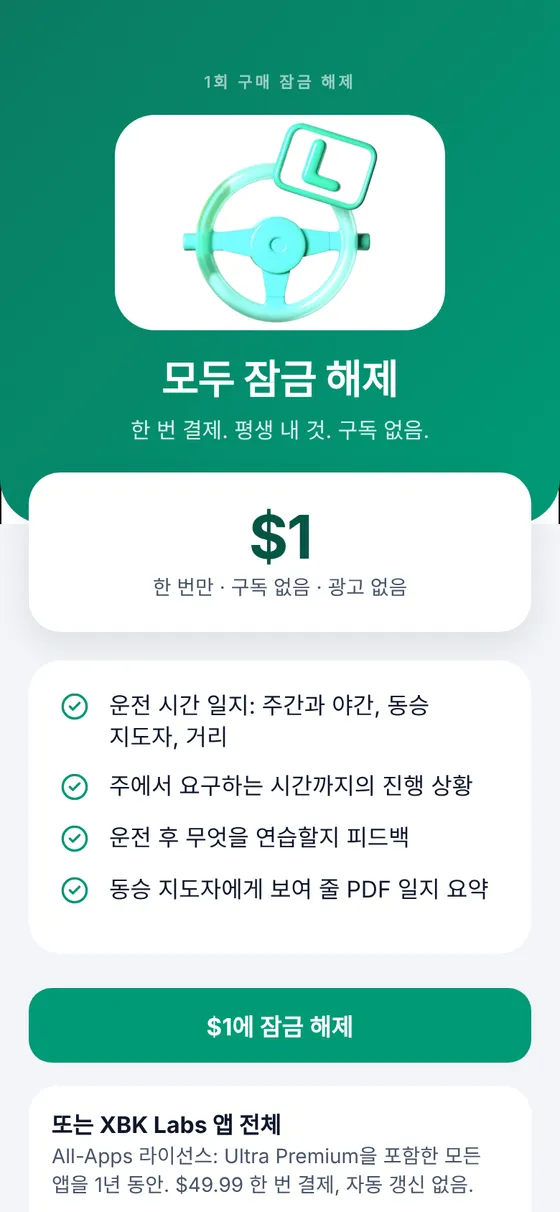 1회 구매 잠금 해제
L
모두 잠금 해제
한 번 결제. 평생 내 것. 구독 없음.
$1
한 번만 · 구독 없음 · 광고 없음
운전 시간 일지: 주간과 야간, 동승
지도자, 거리
주에서 요구하는 시간까지의 진행 상황
운전 후 무엇을 연습할지 피드백
동승 지도자에게 보여 줄 PDF 일지 요약
$1에 잠금 해제
또는 XBK Labs 앱 전체
All-Apps 라이선스: Ultra Premium을 포함한 모든
앱을 1년 동안. $49.99 한 번 결제, 자동 갱신 없음.